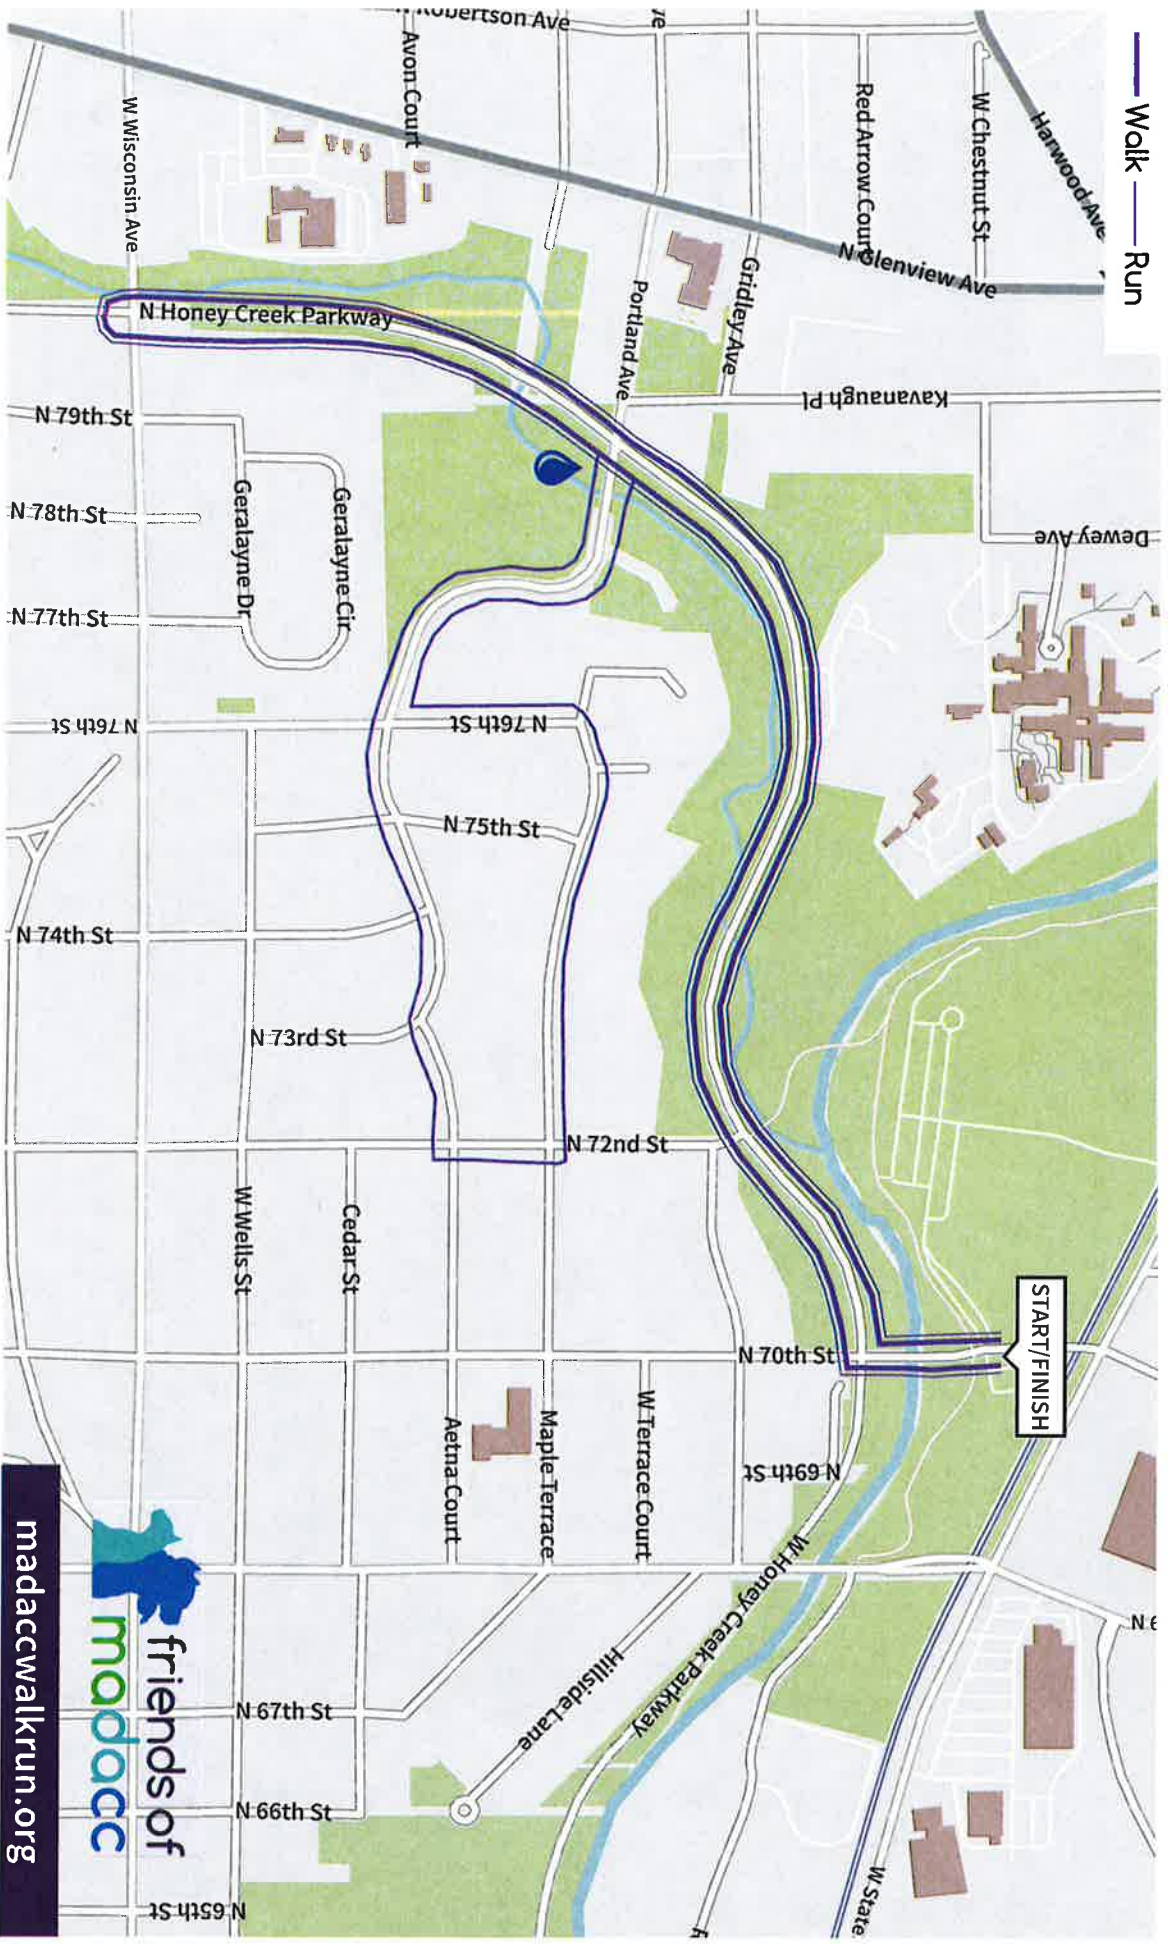 Walk
Run
N Robertson Ave
Avon Court
W Wisconsin Ave
Red Arrow Court
W Chestnut St
Harwood Ave
N Glenview Ave
Gridley Ave
Portland Ave
N Honey Creek Parkway
Kavanaugh Pl
Dewey Ave
N 79th St
N 78th St
N 77th St
Geralayne Dr
Geralayne Cir
N 76th St
N 76th St
N 75th St
N 74th St
N 73rd St
N 72nd St
W Wells St
Cedar St
START/FINISH
N 70th St
Aetna Court
Maple Terrace
W Terrace Court
N 69th St
W Honey Creek Parkway
Hillside Lane
N 67th St
N 66th St
N 65th St
W State
friends of
madacc
madaccwalkrun.org